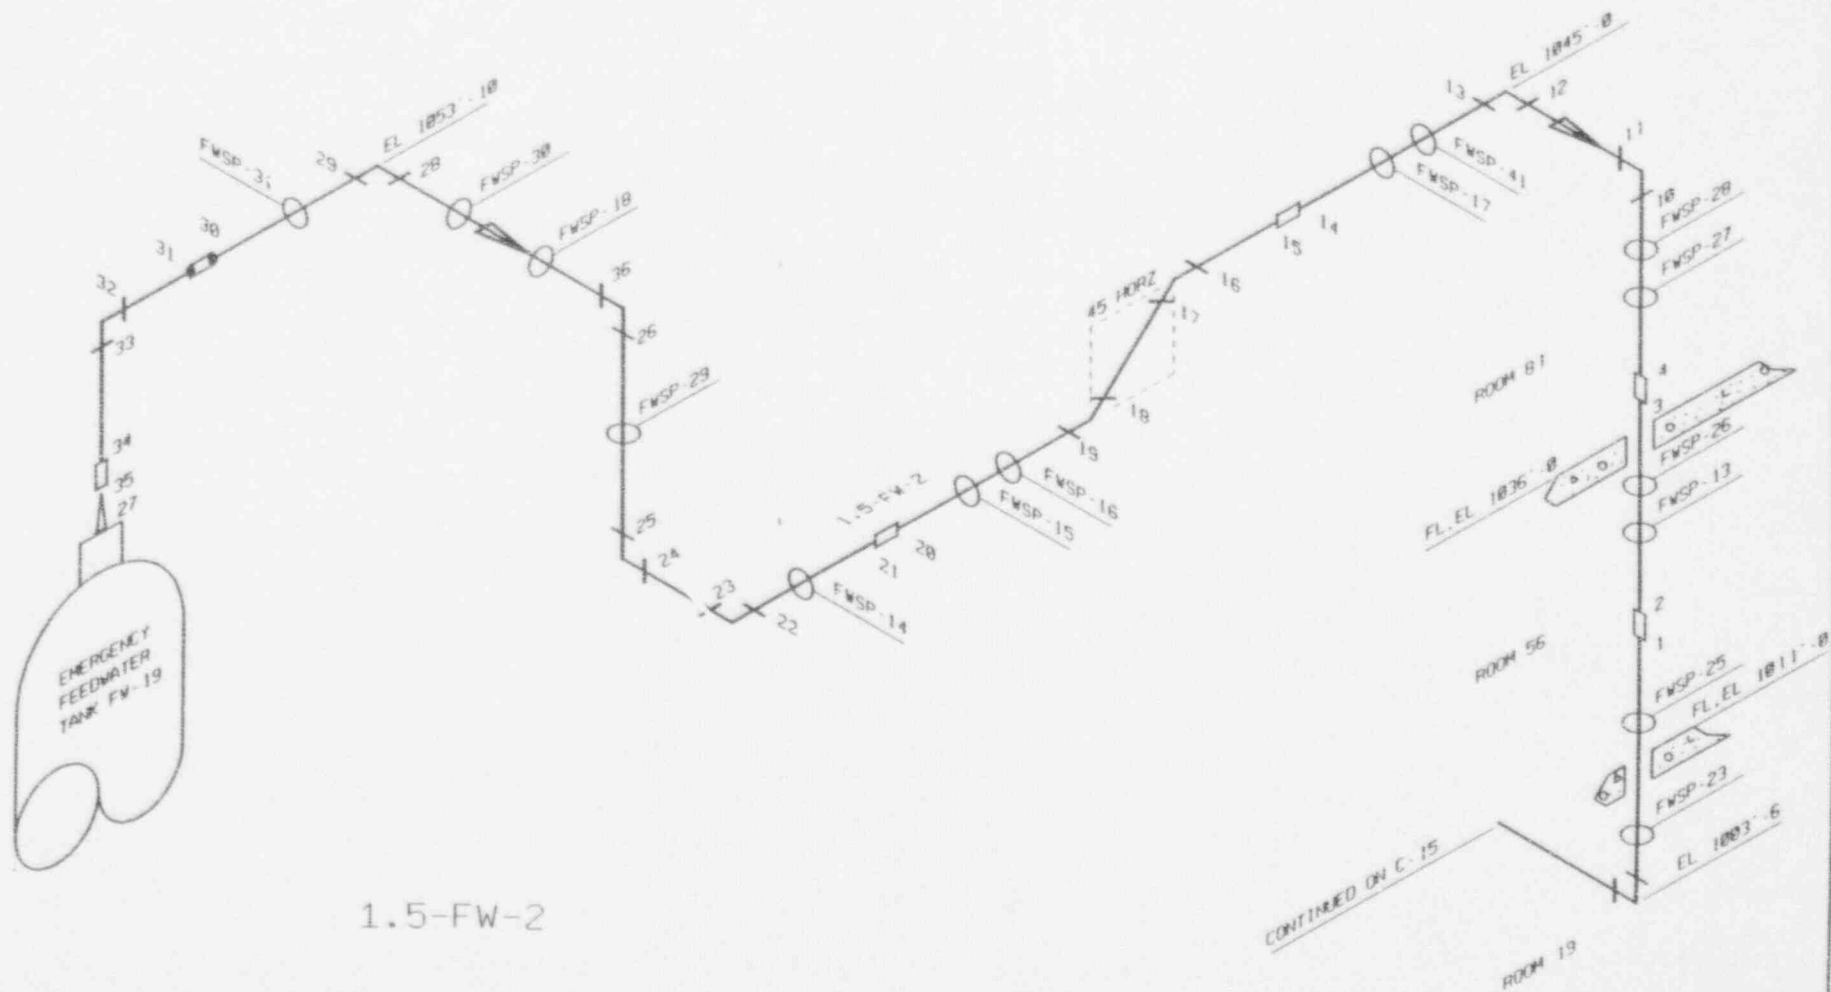 EL 1045'-0
13
12
11
FWSP-41
FWSP-17
10
FWSP-28
FWSP-27
EL 1053'-10
29
28
FWSP-30
FWSP-18
31
30
32
33
36
26
FWSP-29
34
35
27
45 HORZ
14
15
16
17
18
19
ROOM 81
4
3
FWSP-26
FWSP-13
FL.EL 1036'-0
1.5-FW-2
FWSP-16
FWSP-15
20
21
25
24
23
22
FWSP-14
2
1
ROOM 56
FWSP-25
FL.EL 1011'-0
FWSP-23
EL 1003'-6
EMERGENCY
FEEDWATER
TANK FW-19
1.5-FW-2
CONTINUED ON C-15
ROOM 19